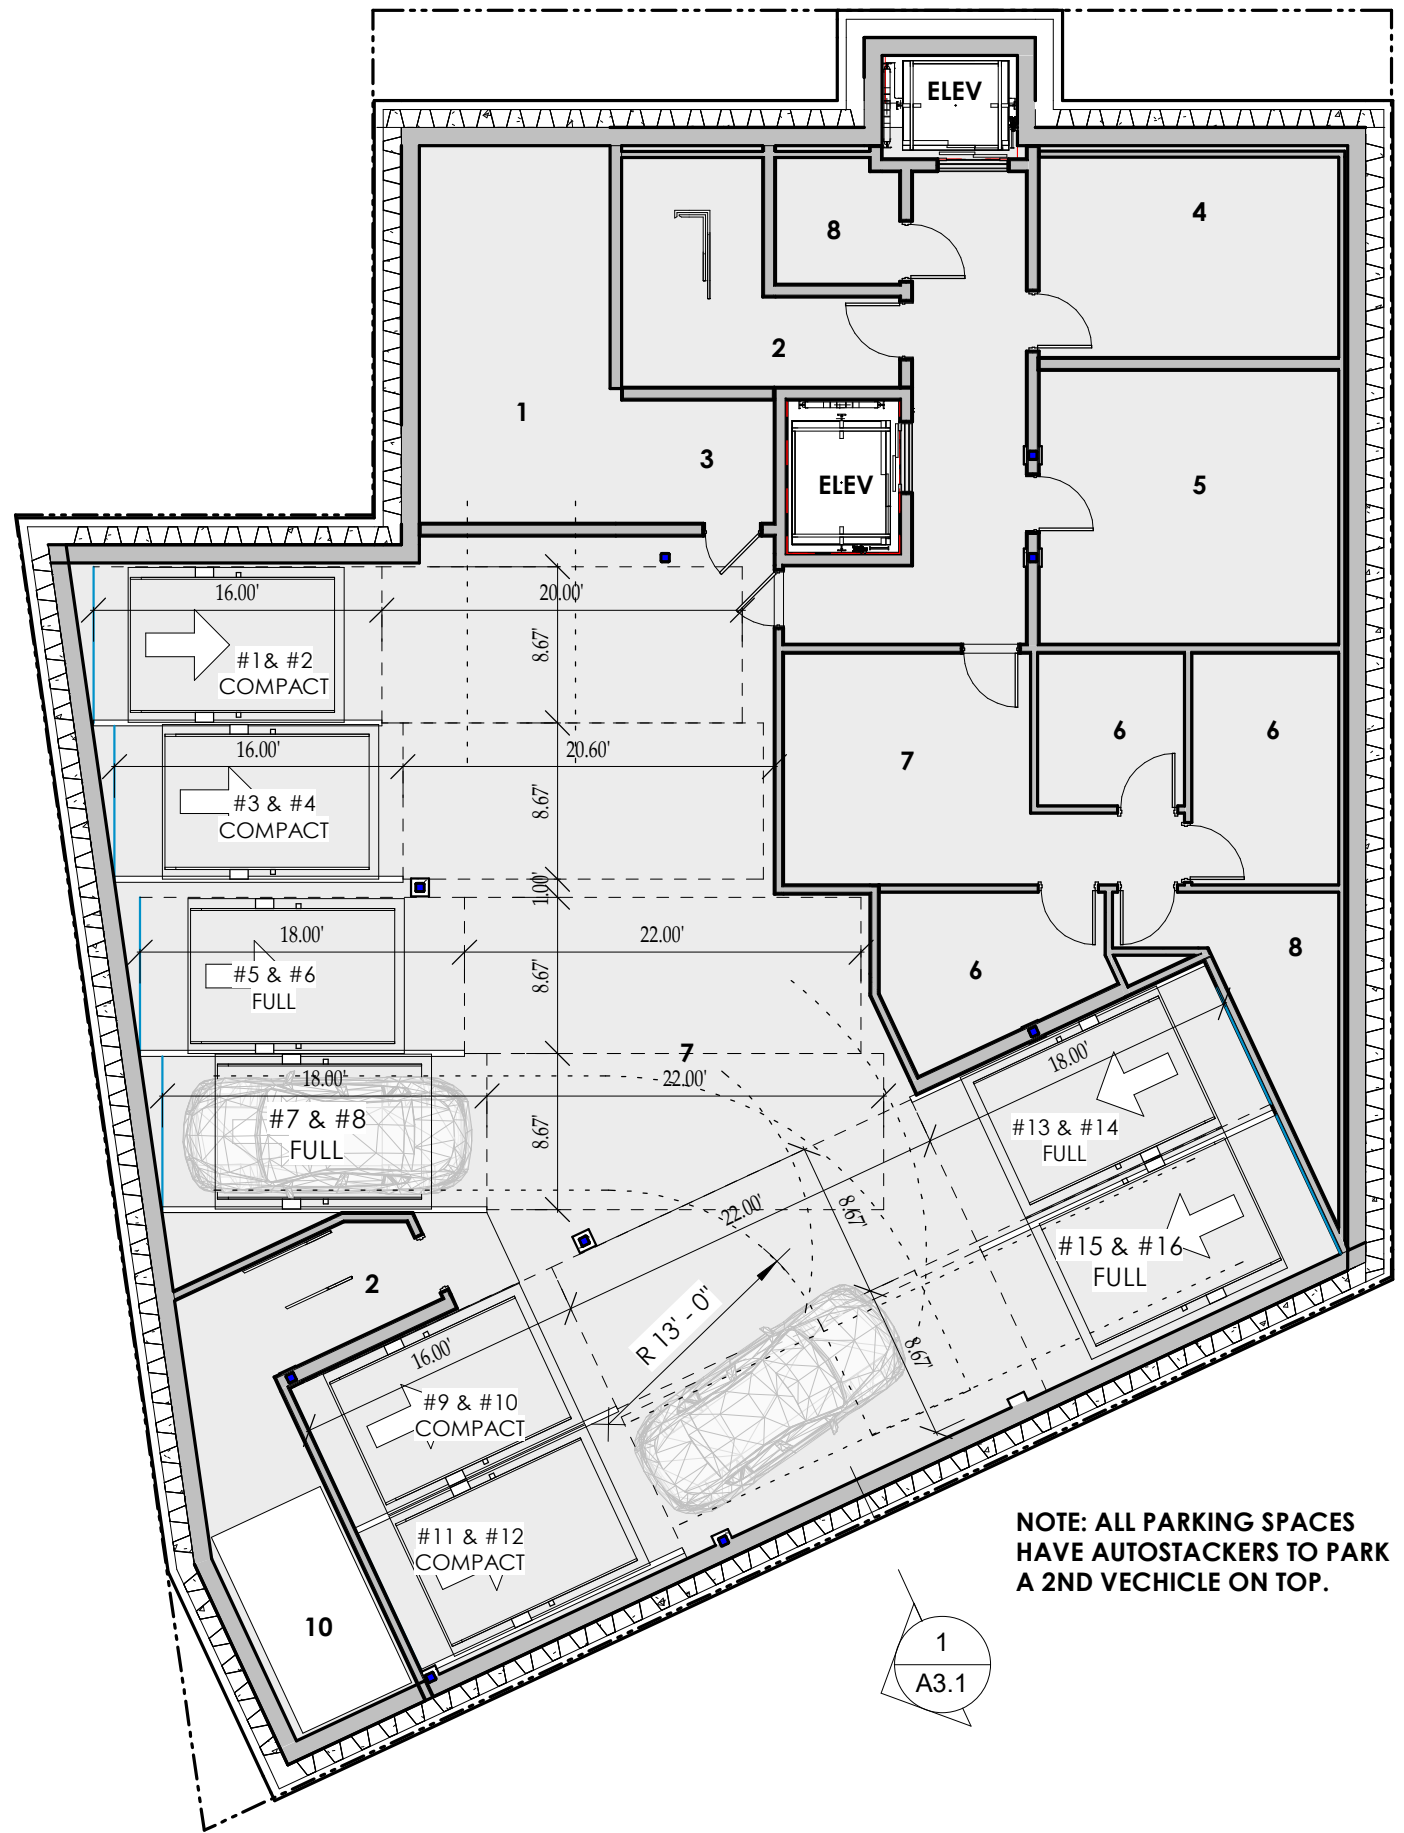 ELEV
4
8
2
1
3
ELEV
5
16.00'
20.00'
8.67'
#1& #2
COMPACT
16.00'
20.60'
6
6
7
8.67'
#3 & #4
COMPACT
1.00'
18.00'
22.00'
8
8.67'
#5 & #6
FULL
6
7
18.00'
18.00'
22.00'
#7 & #8
FULL
8.67'
#13 & #14
FULL
22.00'
8.67'
#15 & #16
FULL
2
R 13' - 0"
16.00'
8.67'
#9 & #10
COMPACT
#11 & #12
COMPACT
NOTE: ALL PARKING SPACES
HAVE AUTOSTACKERS TO PARK
A 2ND VECHICLE ON TOP.
10
1
A3.1